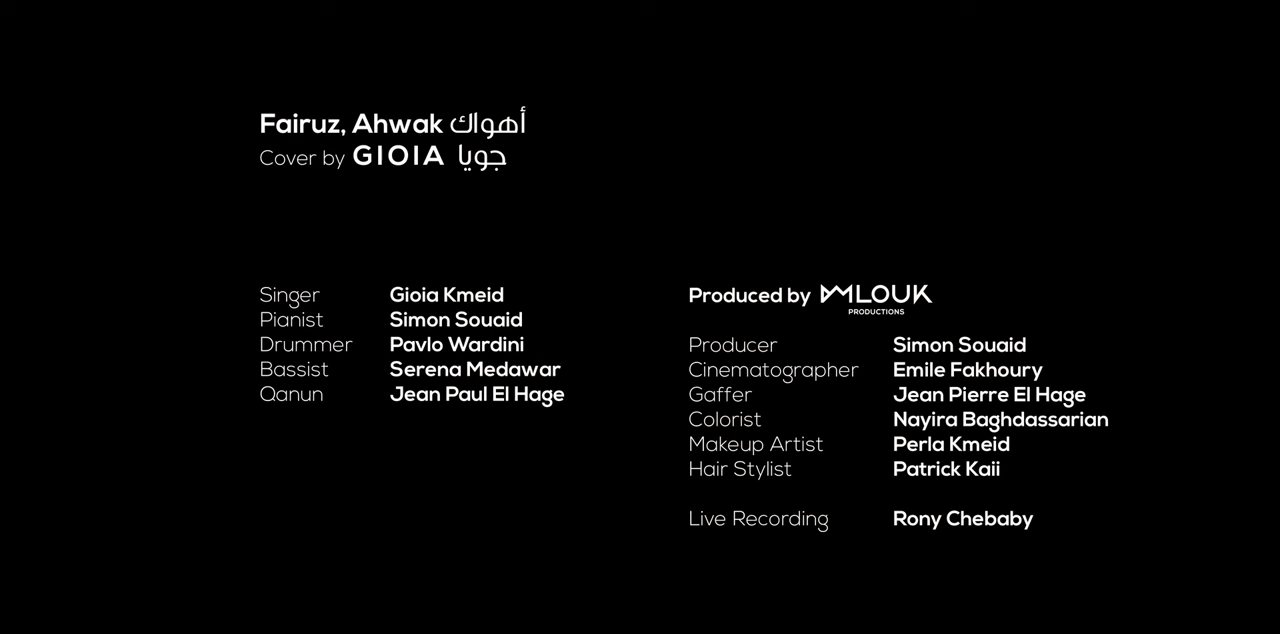 Fairuz, Ahwak أهواك
Cover by GIOIA جويا
Singer Gioia Kmeid
Pianist Simon Souaid
Drummer Pavlo Wardini
Bassist Serena Medawar
Qanun Jean Paul El Hage
Produced by MLOUK
PRODUCTIONS
Producer Simon Souaid
Cinematographer Emile Fakhoury
Gaffer Jean Pierre El Hage
Colorist Nayira Baghdassarian
Makeup Artist Perla Kmeid
Hair Stylist Patrick Kaii
Live Recording Rony Chebaby